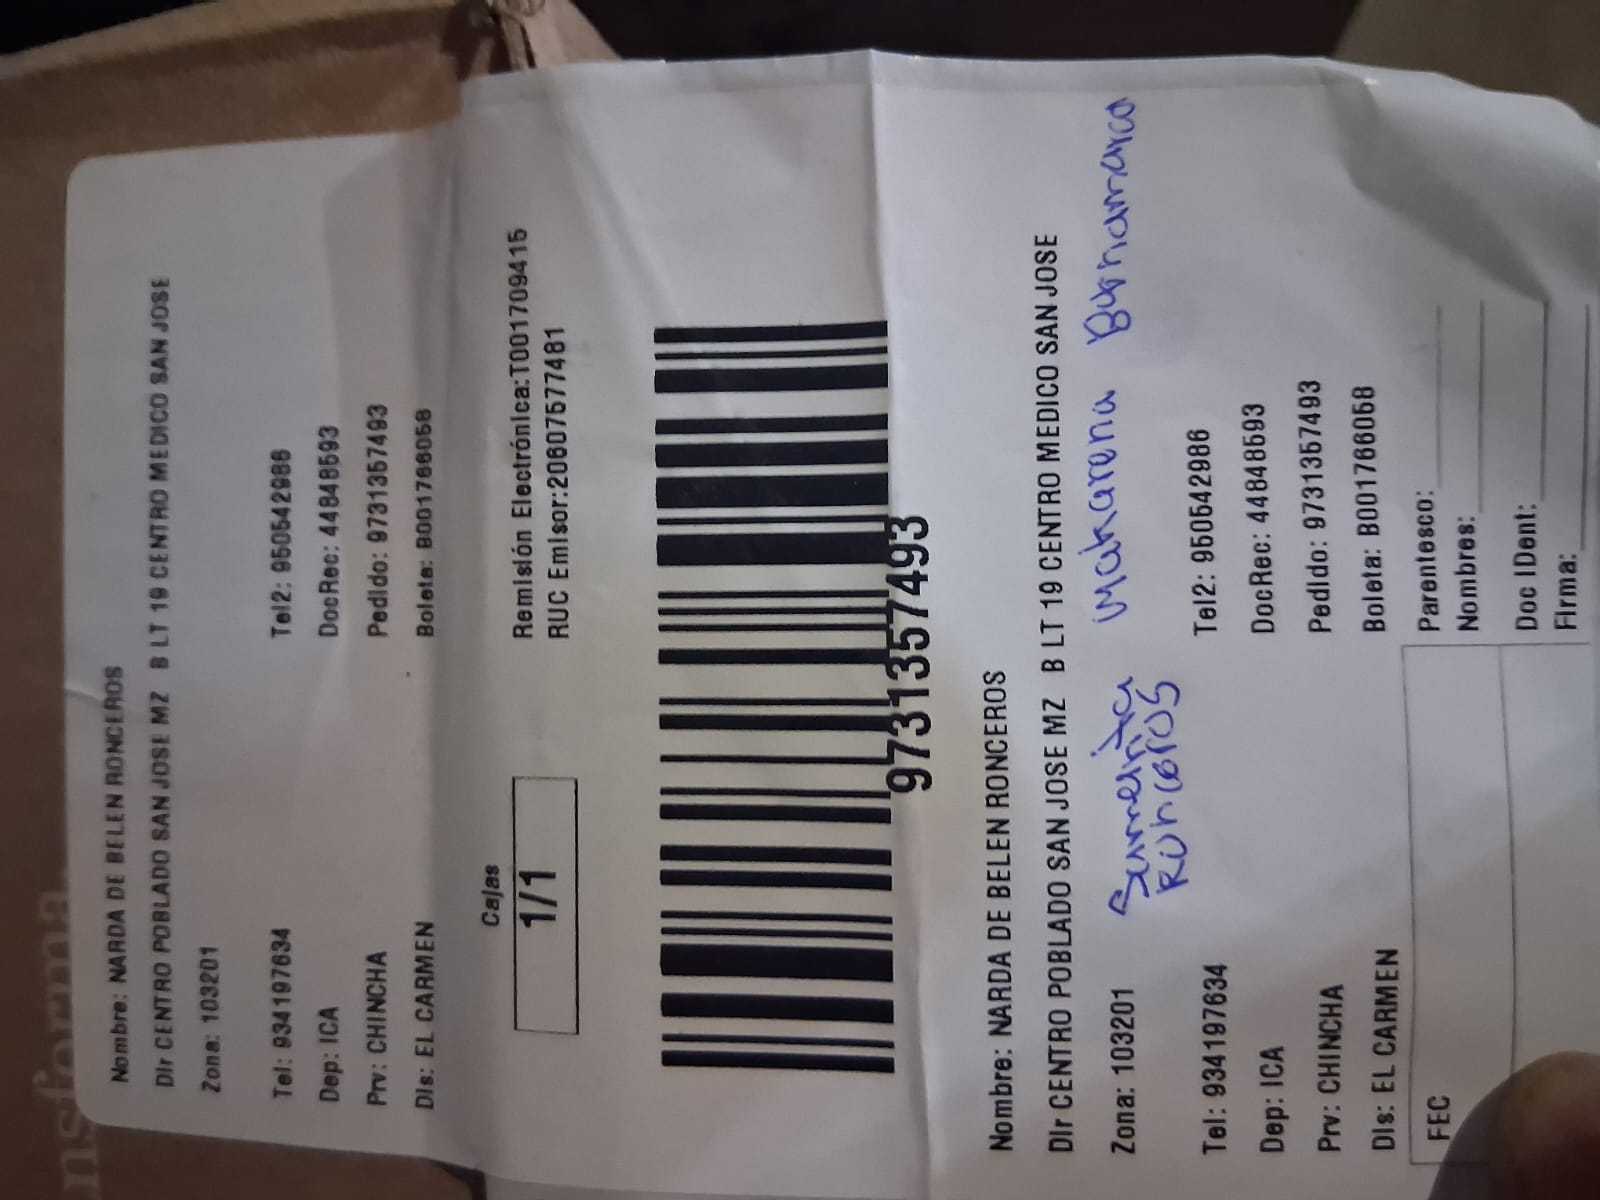 nsforma
Nombre: NARDA DE BELEN RONCEROS
Dir CENTRO POBLADO SAN JOSE MZ B LT 19 CENTRO MEDICO SAN JOSE
Zona: 103201
Tel: 934197634 Tel2: 950542986
Dep: ICA DocRec: 44848593
Prv: CHINCHA Pedido: 9731357493
Dis: EL CARMEN Boleta: B001766058
Cajas
1/1
Remisión Electrónica:T001709415
RUC Emisor:20607577481
9731357493
Nombre: NARDA DE BELEN RONCEROS
Dir CENTRO POBLADO SAN JOSE MZ B LT 19 CENTRO MEDICO SAN JOSE
Zona: 103201
Ronceros
Tel: 934197634 Tel2: 950542986
Dep: ICA DocRec: 44848593
Prv: CHINCHA Pedido: 9731357493
Dis: EL CARMEN Boleta: B001766058
FEC
Parentesco:
Nombres:
Doc IDent:
Firma: